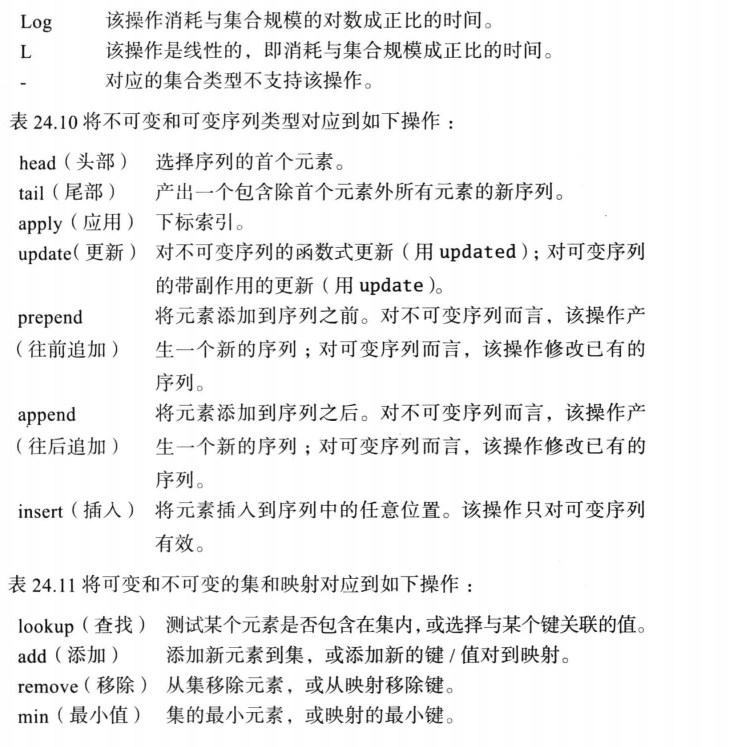 Log 该操作消耗与集合规模的对数成正比的时间。
L 该操作是线性的，即消耗与集合规模成正比的时间。
- 对应的集合类型不支持该操作。
表 24.10 将不可变和可变序列类型对应到如下操作：
head（头部） 选择序列的首个元素。
tail（尾部） 产出一个包含除首个元素外所有元素的新序列。
apply（应用） 下标索引。
update（更新） 对不可变序列的函数式更新（用 updated）；对可变序列
的带副作用的更新（用 update）。
prepend 将元素添加到序列之前。对不可变序列而言，该操作产
（往前追加） 生一个新的序列；对可变序列而言，该操作修改已有的
序列。
append 将元素添加到序列之后。对不可变序列而言，该操作产
（往后追加） 生一个新的序列；对可变序列而言，该操作修改已有的
序列。
insert（插入） 将元素插入到序列中的任意位置。该操作只对可变序列
有效。
表 24.11 将可变和不可变的集和映射对应到如下操作：
lookup（查找） 测试某个元素是否包含在集内，或选择与某个键关联的值。
add（添加） 添加新元素到集，或添加新的键 / 值对到映射。
remove（移除） 从集移除元素，或从映射移除键。
min（最小值） 集的最小元素，或映射的最小键。